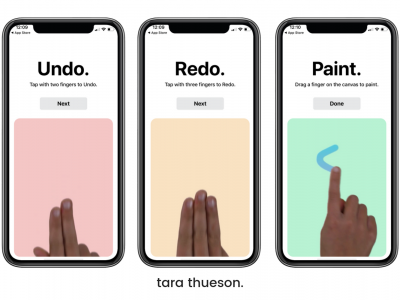 12:09
App Store
Undo.
Tap with two fingers to Undo.
Next
12:09
App Store
Redo.
Tap with three fingers to Redo.
Next
12:10
App Store
Paint.
Drag a finger on the canvas to paint.
Done
tara thueson.